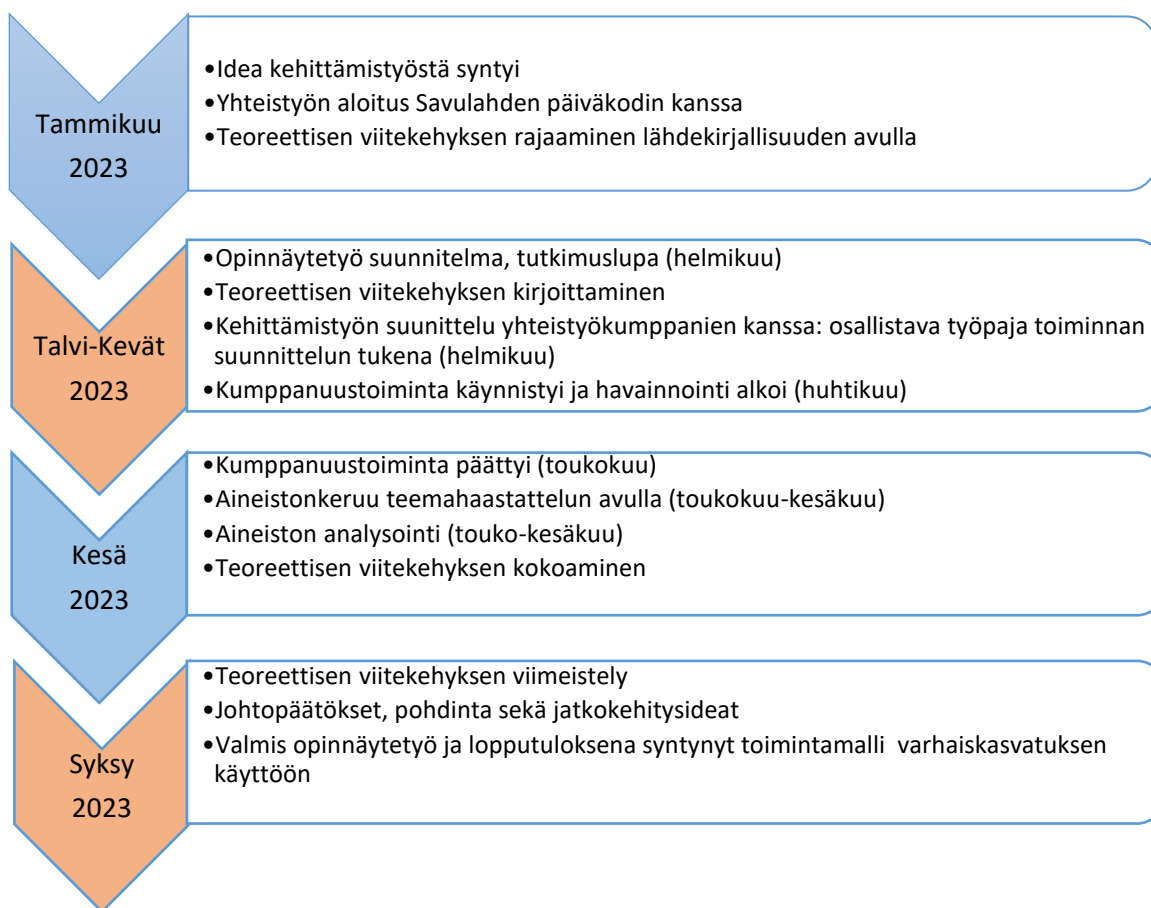 Tammikuu
2023
•Idea kehittämistyöstä syntyi
•Yhteistyön aloitus Savulahden päiväkodin kanssa
•Teoreettisen viitekehyksen rajaaminen lähdekirjallisuuden avulla
Talvi-Kevät
2023
•Opinnäytetyö suunnitelma, tutkimuslupa (helmikuu)
•Teoreettisen viitekehyksen kirjoittaminen
•Kehittämistyön suunittelu yhteistyökumppanien kanssa: osallistava työpaja toiminnan
suunnittelun tukena (helmikuu)
•Kumppanuustoiminta käynnistyi ja havainnointi alkoi (huhtikuu)
Kesä
2023
•Kumppanuustoiminta päättyi (toukokuu)
•Aineistonkeruu teemahaastattelun avulla (toukokuu-kesäkuu)
•Aineiston analysointi (touko-kesäkuu)
•Teoreettisen viitekehyksen kokoaminen
Syksy
2023
•Teoreettisen viitekehyksen viimeistely
•Johtopäätökset, pohdinta sekä jatkokehitysideat
•Valmis opinnäytetyö ja lopputuloksena syntynyt toimintamalli varhaiskasvatuksen
käyttöön